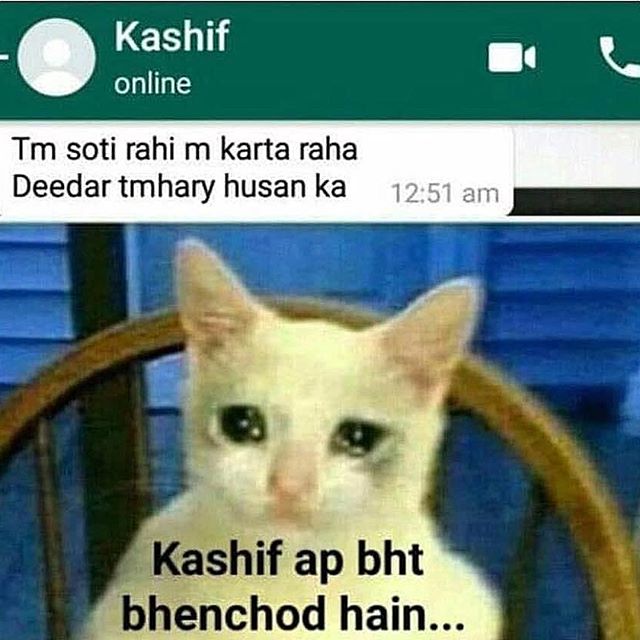 Kashif
online
Tm soti rahi m karta raha
Deedar tmhary husan ka 12:51 am
Kashif ap bht
bhenchod hain...